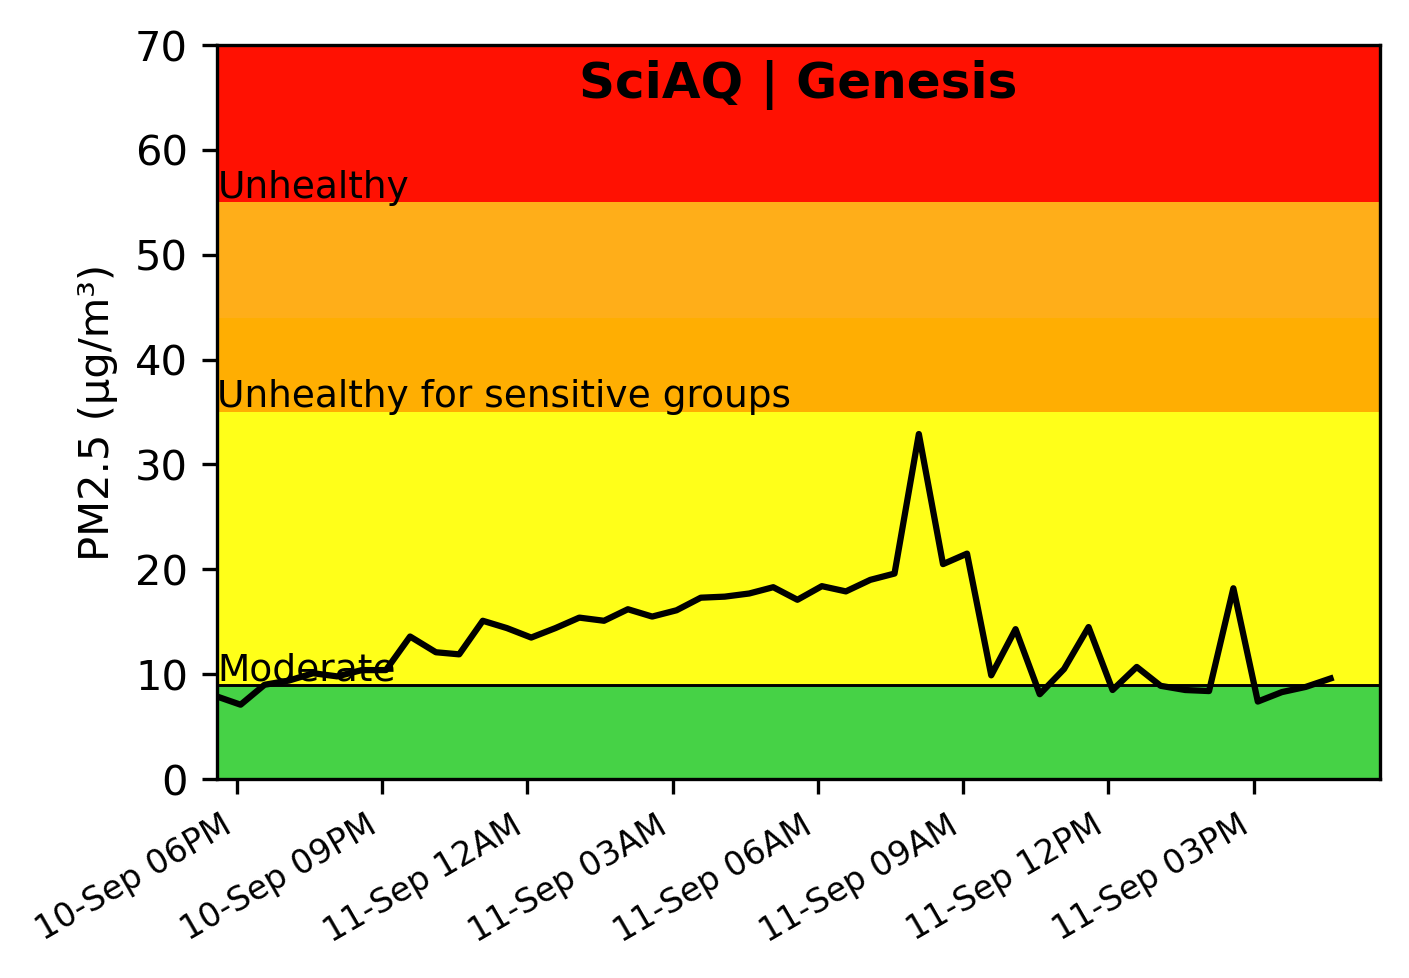 SciAQ | Genesis
PM2.5 (µg/m³)
70
60
50
40
30
20
10
0
Unhealthy
Unhealthy for sensitive groups
Moderate
10-Sep 06PM
10-Sep 09PM
11-Sep 12AM
11-Sep 03AM
11-Sep 06AM
11-Sep 09AM
11-Sep 12PM
11-Sep 03PM